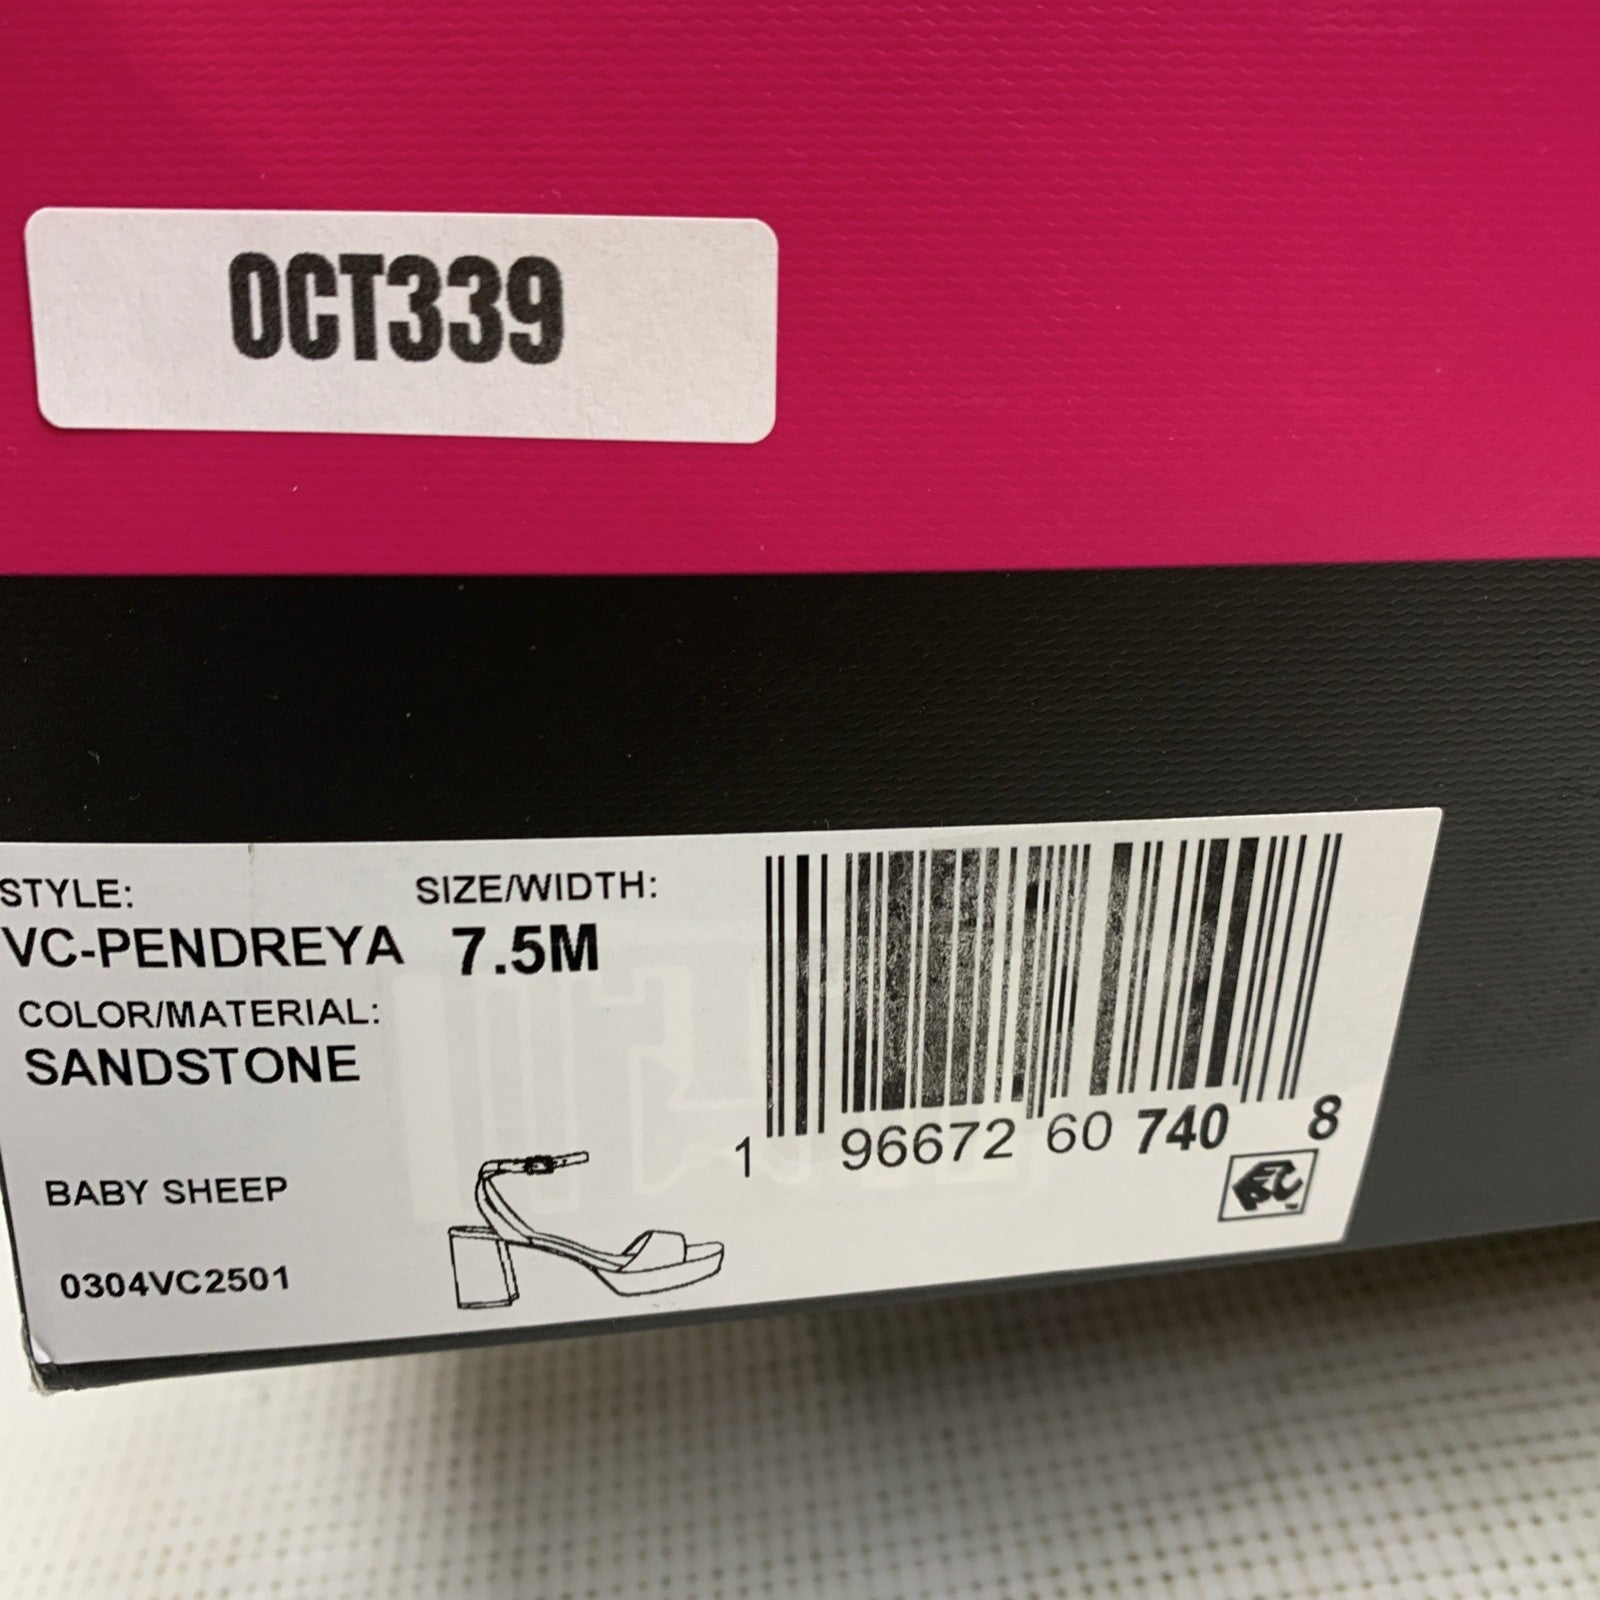 OCT339
STYLE: SIZE/WIDTH:
VC-PENDREYA 7.5M
COLOR/MATERIAL:
SANDSTONE
1 96672 60 740 8
BABY SHEEP
0304VC2501